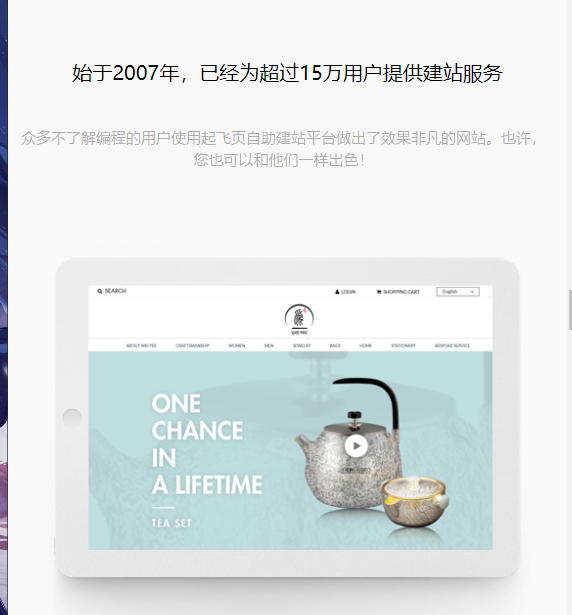 始于2007年，已经为超过15万用户提供建站服务
众多不了解编程的用户使用起飞页自助建站平台做出了效果非凡的网站。也许，
您也可以和他们一样出色！
SEARCH
LOGIN
SHOPPING CART
English
WEI YEE
ABOUT WEI YEE
CRAFTSMANSHIP
WOMEN
MEN
JEWELRY
BAGS
HOME
STATIONARY
BESPOKE SERVICE
ONE
CHANCE
IN
A LIFETIME
TEA SET